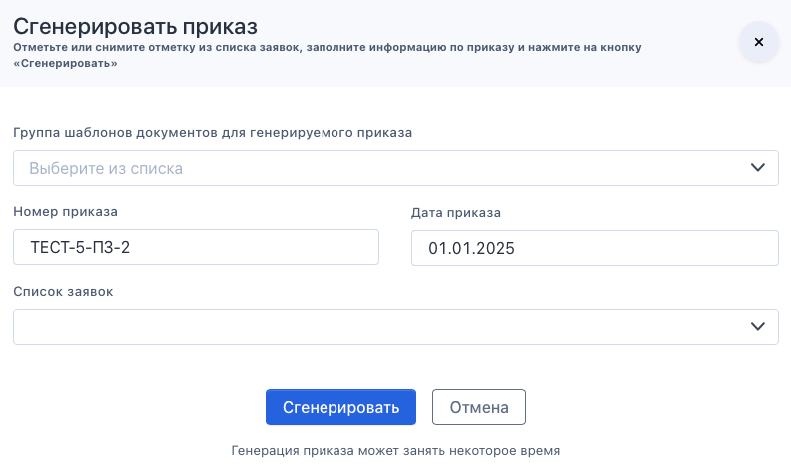 Сгенерировать приказ
Отметьте или снимите отметку из списка заявок, заполните информацию по приказу и нажмите на кнопку
«Сгенерировать»
Группа шаблонов документов для генерируемого приказа
Выберите из списка
Номер приказа
ТЕСТ-5-ПЗ-2
Дата приказа
01.01.2025
Список заявок
Сгенерировать
Отмена
Генерация приказа может занять некоторое время